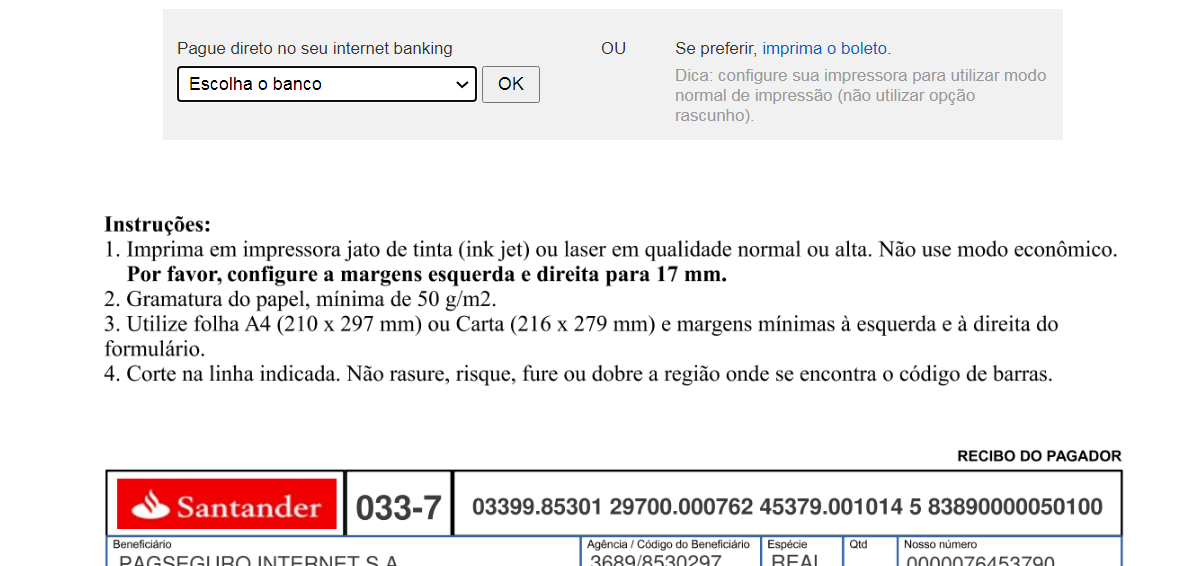 Pague direto no seu internet banking
OU
Se preferir, imprima o boleto.
Escolha o banco
OK
Dica: configure sua impressora para utilizar modo
normal de impressão (não utilizar opção
rascunho).
Instruções:
1. Imprima em impressora jato de tinta (ink jet) ou laser em qualidade normal ou alta. Não use modo econômico.
Por favor, configure a margens esquerda e direita para 17 mm.
2. Gramatura do papel, mínima de 50 g/m2.
3. Utilize folha A4 (210 x 297 mm) ou Carta (216 x 279 mm) e margens mínimas à esquerda e à direita do
formulário.
4. Corte na linha indicada. Não rasure, risque, fure ou dobre a região onde se encontra o código de barras.
RECIBO DO PAGADOR
Santander 033-7 03399.85301 29700.000762 45379.001014 5 83890000050100
Beneficiário Agência / Código do Beneficiário Espécie Qtd Nosso número
PAGSEGURO INTERNET S.A. 3689/8530297 REAL 0000076453790